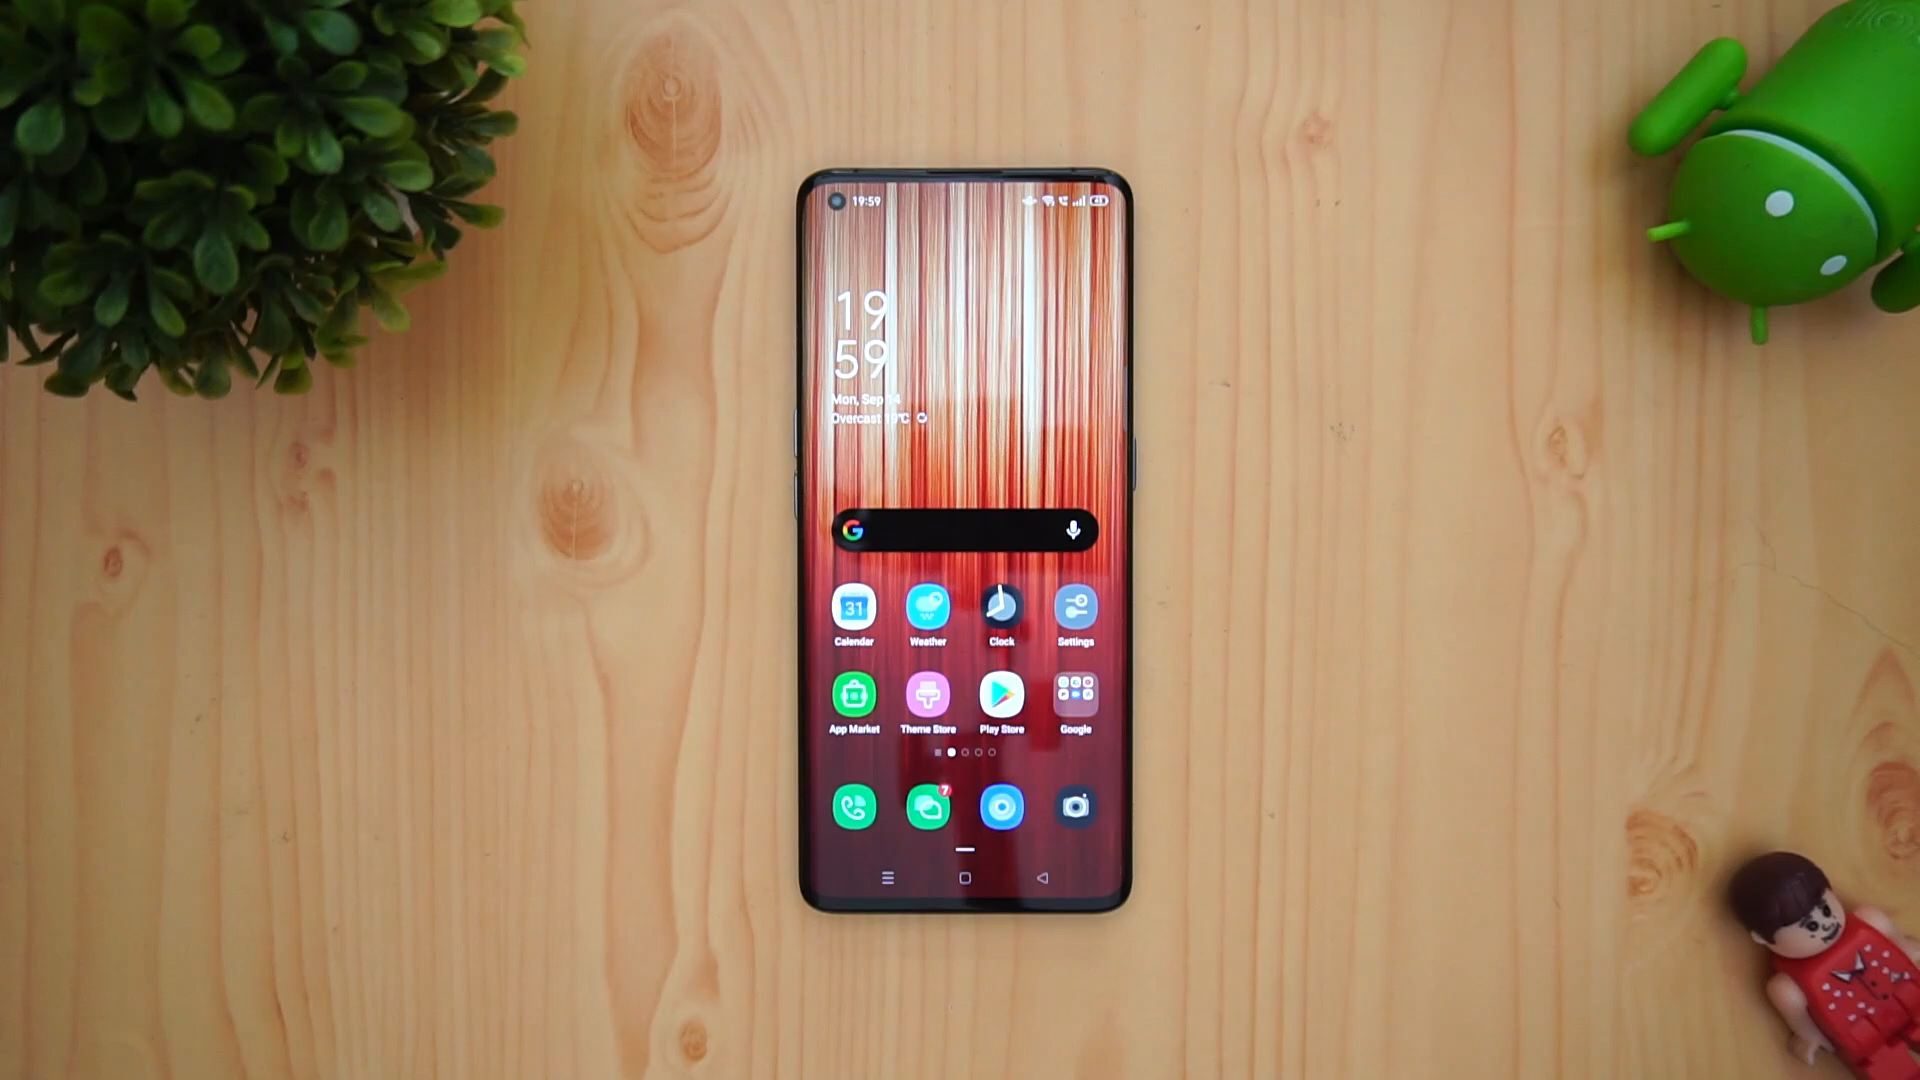 19:59
19
59
Mon, Sep 14
Overcast 19°C
G
31
Calendar
Weather
Clock
Settings
App Market
Theme Store
Play Store
Google
7